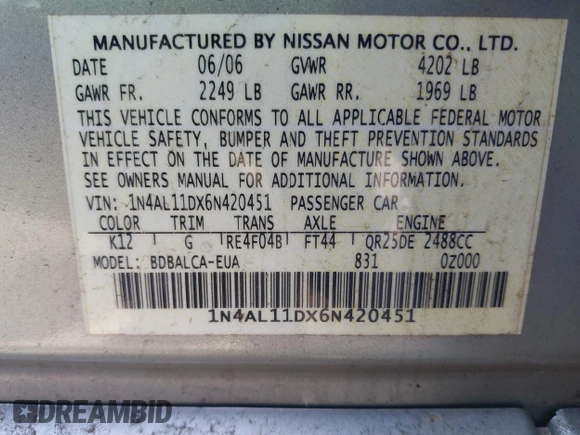 MANUFACTURED BY NISSAN MOTOR CO., LTD.
DATE 06/06 GVWR 4202 LB
GAWR FR. 2249 LB GAWR RR. 1969 LB
THIS VEHICLE CONFORMS TO ALL APPLICABLE FEDERAL MOTOR
VEHICLE SAFETY, BUMPER AND THEFT PREVENTION STANDARDS
IN EFFECT ON THE DATE OF MANUFACTURE SHOWN ABOVE.
SEE OWNERS MANUAL FOR ADDITIONAL INFORMATION.
VIN: 1N4AL11DX6N420451 PASSENGER CAR
COLOR TRIM TRANS AXLE ENGINE
K12 G RE4F04B FT44 QR25DE 2488CC
MODEL: BDBALCA-EUA 831 0Z000
1N4AL11DX6N420451
DREAMBID